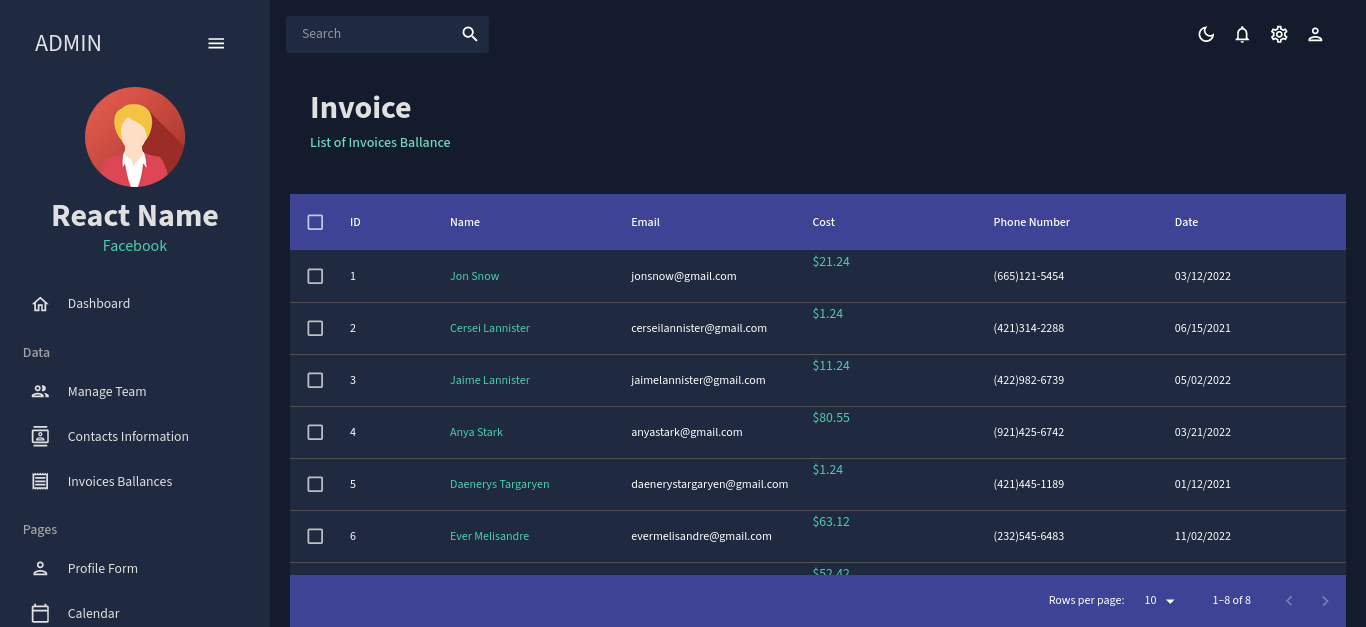 ADMIN
Search
React Name
Facebook
Dashboard
Data
Manage Team
Contacts Information
Invoices Ballances
Pages
Profile Form
Calendar
Invoice
List of Invoices Ballance
ID Name Email Cost Phone Number Date
1 Jon Snow jonsnow@gmail.com $21.24 (665)121-5454 03/12/2022
2 Cersei Lannister cerseilannister@gmail.com $1.24 (421)314-2288 06/15/2021
3 Jaime Lannister jaimelannister@gmail.com $11.24 (422)982-6739 05/02/2022
4 Anya Stark anyastark@gmail.com $80.55 (921)425-6742 03/21/2022
5 Daenerys Targaryen daenerystargaryen@gmail.com $1.24 (421)445-1189 01/12/2021
6 Ever Melisandre evermelisandre@gmail.com $63.12 (232)545-6483 11/02/2022
$52.42
Rows per page: 10 1–8 of 8